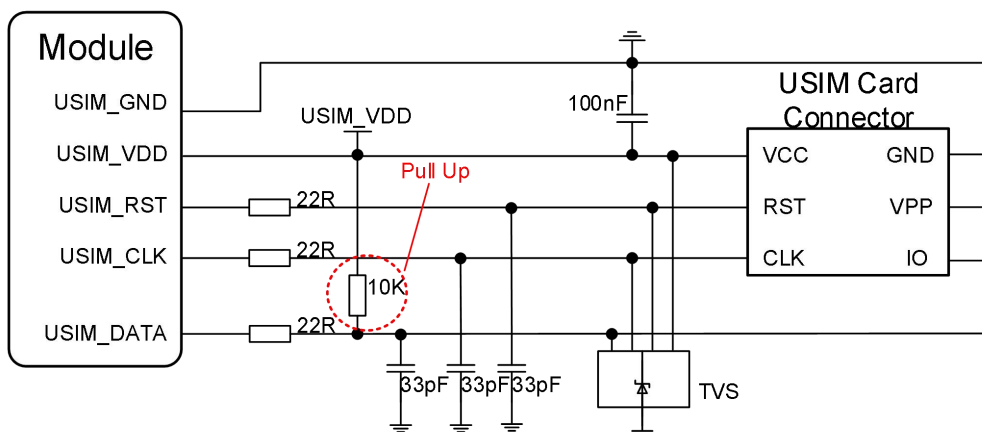 Module
USIM_GND
USIM_VDD
USIM_RST
USIM_CLK
USIM_DATA
22R
22R
22R
USIM_VDD
Pull Up
10K
33pF
33pF
33pF
100nF
TVS
USIM Card
Connector
VCC
GND
RST
VPP
CLK
IO